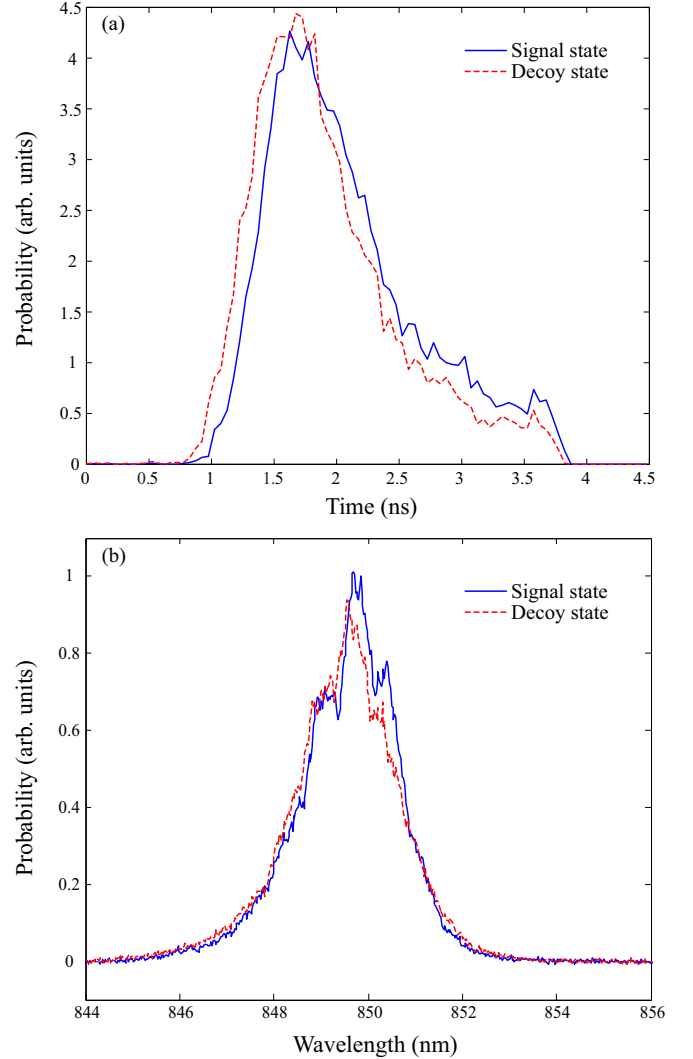 (a)
Signal state
Decoy state
4.5
4
3.5
3
2.5
2
1.5
1
0.5
0
Probability (arb. units)
0 0.5 1 1.5 2 2.5 3 3.5 4 4.5
Time (ns)
(b)
Signal state
Decoy state
1
0.8
0.6
0.4
0.2
0
Probability (arb. units)
844 846 848 850 852 854 856
Wavelength (nm)